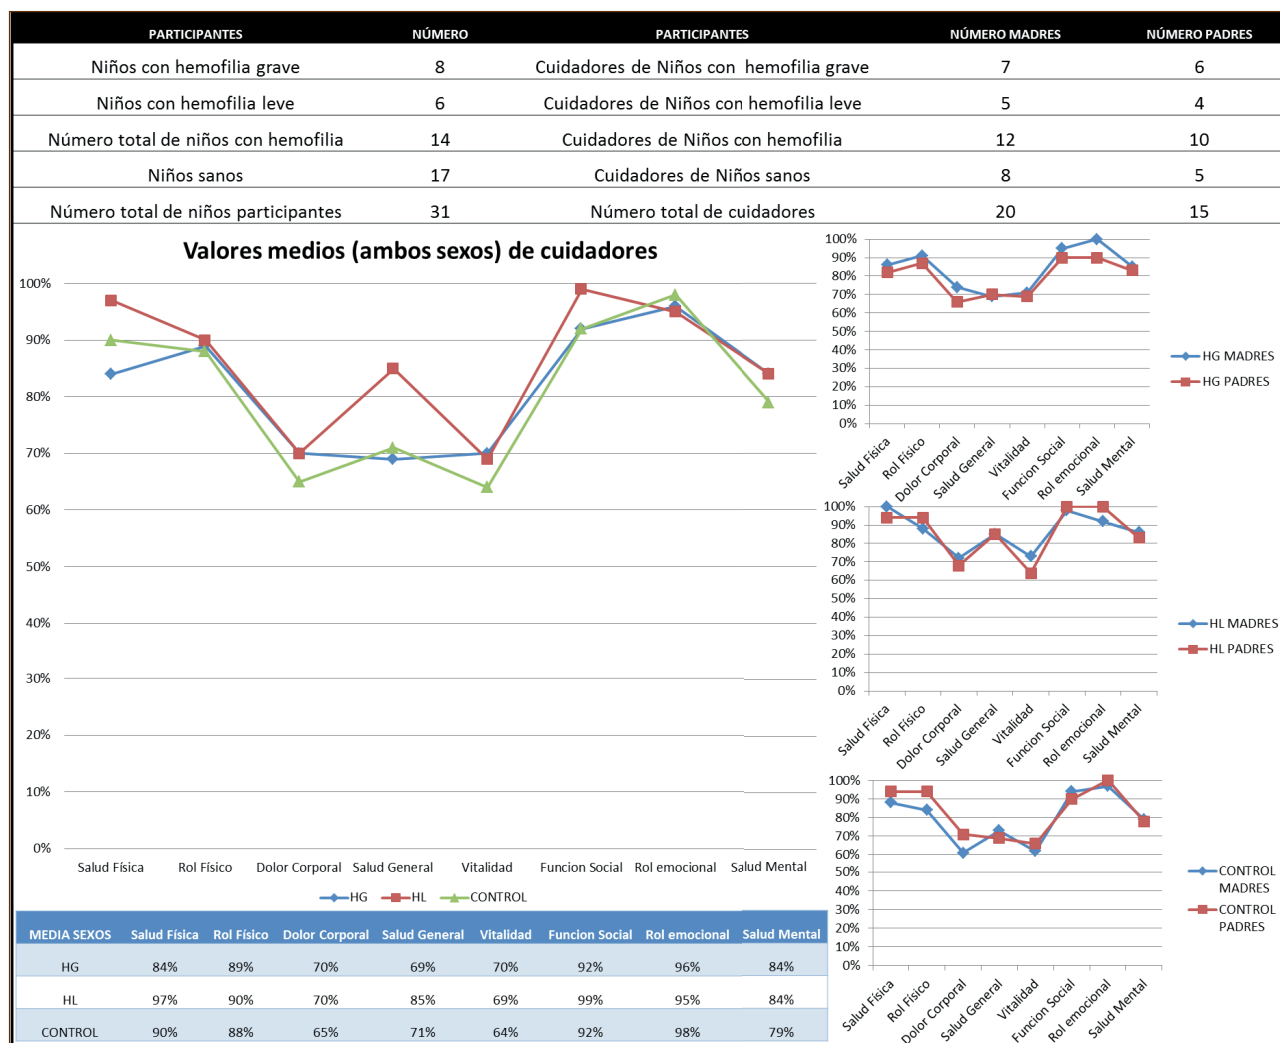 PARTICIPANTES NÚMERO PARTICIPANTES NÚMERO MADRES NÚMERO PADRES
Niños con hemofilia grave 8 Cuidadores de Niños con hemofilia grave 7 6
Niños con hemofilia leve 6 Cuidadores de Niños con hemofilia leve 5 4
Número total de niños con hemofilia 14 Cuidadores de Niños con hemofilia 12 10
Niños sanos 17 Cuidadores de Niños sanos 8 5
Número total de niños participantes 31 Número total de cuidadores 20 15
Valores medios (ambos sexos) de cuidadores
100%
90%
80%
70%
60%
50%
40%
30%
20%
10%
0%
Salud Física Rol Físico Dolor Corporal Salud General Vitalidad Funcion Social Rol emocional Salud Mental
HG HL CONTROL
MEDIA SEXOS Salud Física Rol Físico Dolor Corporal Salud General Vitalidad Funcion Social Rol emocional Salud Mental
HG 84% 89% 70% 69% 70% 92% 96% 84%
HL 97% 90% 70% 85% 69% 99% 95% 84%
CONTROL 90% 88% 65% 71% 64% 92% 98% 79%
100%
90%
80%
70%
60%
50%
40%
30%
20%
10%
0%
Salud Física Rol Físico Dolor Corporal Salud General Vitalidad Funcion Social Rol emocional Salud Mental
HG MADRES
HG PADRES
100%
90%
80%
70%
60%
50%
40%
30%
20%
10%
0%
Salud Física Rol Físico Dolor Corporal Salud General Vitalidad Funcion Social Rol emocional Salud Mental
HL MADRES
HL PADRES
100%
90%
80%
70%
60%
50%
40%
30%
20%
10%
0%
Salud Física Rol Físico Dolor Corporal Salud General Vitalidad Funcion Social Rol emocional Salud Mental
CONTROL
MADRES
CONTROL
PADRES